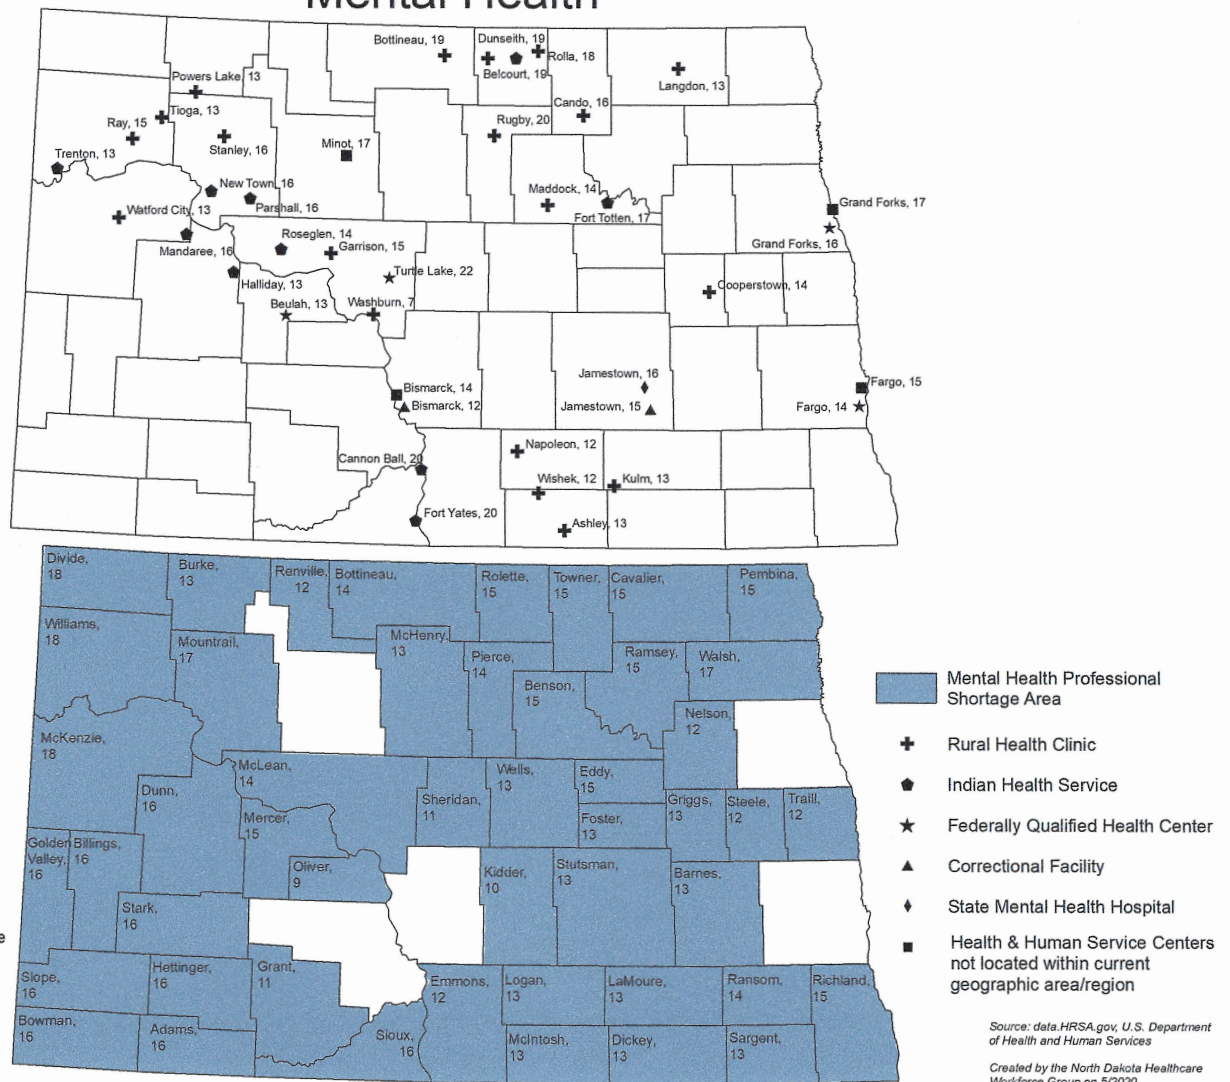 Mental Health
Bottineau, 19
Dunseith, 19
Rolla, 18
Belcourt, 19
Langdon, 13
Powers Lake, 13
Tioga, 13
Cando, 16
Ray, 15
Rugby, 20
Stanley, 16
Minot, 17
Trenton, 13
New Town, 16
Parshall, 16
Maddock, 14
Fort Totten, 17
Grand Forks, 17
Grand Forks, 16
Watford City, 13
Mandaree, 16
Roseglen, 14
Garrison, 15
Turtle Lake, 22
Halliday, 13
Beulah, 13
Washburn, 7
Cooperstown, 14
Jamestown, 16
Jamestown, 15
Bismarck, 14
Bismarck, 12
Fargo, 15
Fargo, 14
Napoleon, 12
Cannon Ball, 20
Wishek, 12
Kulm, 13
Fort Yates, 20
Ashley, 13
Divide,
18
Burke,
13
Renville,
12
Bottineau,
14
Rolette,
15
Towner,
15
Cavalier,
15
Pembina,
15
Williams,
18
Mountrail,
17
McHenry,
13
Pierce,
14
Benson,
15
Ramsey,
15
Walsh,
17
Nelson,
12
McKenzie,
18
Dunn,
16
McLean,
14
Mercer,
15
Sheridan,
11
Wells,
13
Eddy,
15
Foster,
13
Griggs,
13
Steele,
12
Traill,
12
Golden
Valley,
16
Billings,
16
Oliver,
9
Kidder,
10
Stutsman,
13
Barnes,
13
Stark,
16
Slope,
16
Hettinger,
16
Grant,
11
Emmons,
12
Logan,
13
LaMoure,
13
Ransom,
14
Richland,
15
Bowman,
16
Adams,
16
Sioux,
16
McIntosh,
13
Dickey,
13
Sargent,
13
e
Mental Health Professional
Shortage Area
Rural Health Clinic
Indian Health Service
Federally Qualified Health Center
Correctional Facility
State Mental Health Hospital
Health & Human Service Centers
not located within current
geographic area/region
Source: data.HRSA.gov, U.S. Department
of Health and Human Services
Created by the North Dakota Healthcare
Workforce Group on 5/2020